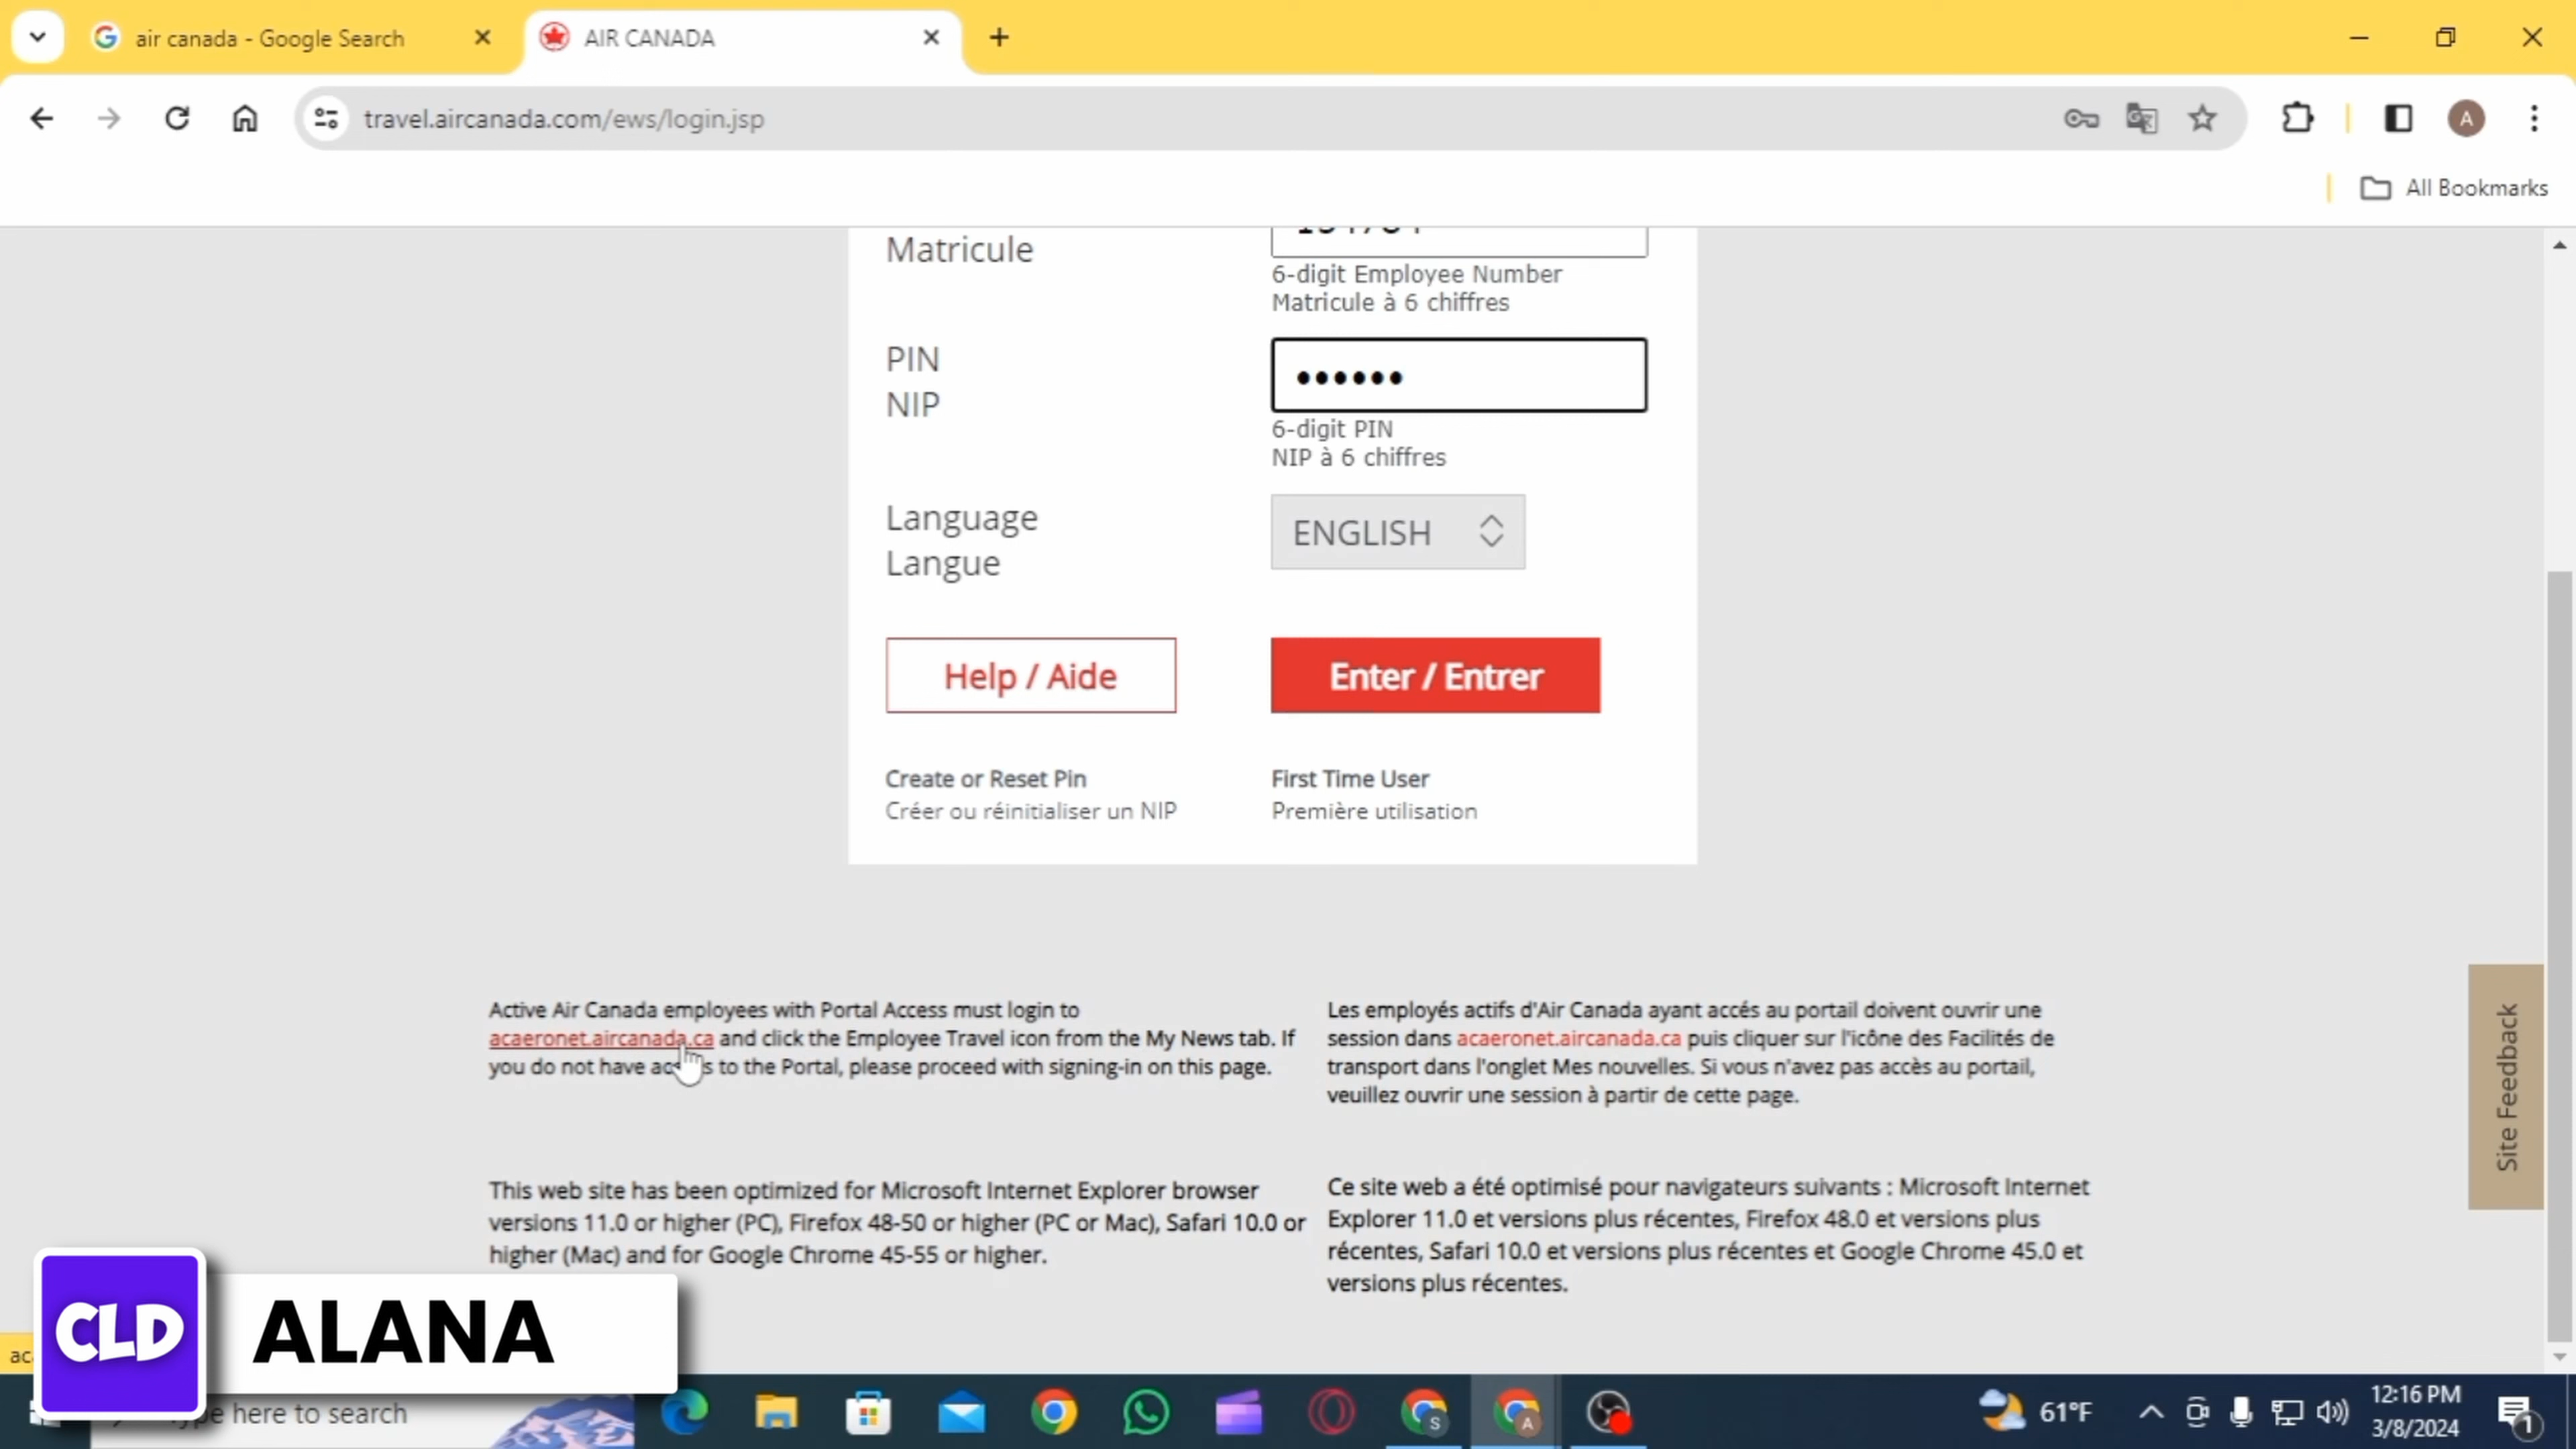 air canada - Google Search
AIR CANADA
travel.aircanada.com/ews/login.jsp
A
All Bookmarks
Matricule
6-digit Employee Number
Matricule à 6 chiffres
PIN
NIP
••••••
6-digit PIN
NIP à 6 chiffres
Language
Langue
ENGLISH
Help / Aide
Enter / Entrer
Create or Reset Pin
Créer ou réinitialiser un NIP
First Time User
Première utilisation
Active Air Canada employees with Portal Access must login to
acaeronet.aircanada.ca and click the Employee Travel icon from the My News tab. If
you do not have access to the Portal, please proceed with signing-in on this page.
Les employés actifs d'Air Canada ayant accés au portail doivent ouvrir une
session dans acaeronet.aircanada.ca puis cliquer sur l'icône des Facilités de
transport dans l'onglet Mes nouvelles. Si vous n'avez pas accès au portail,
veuillez ouvrir une session à partir de cette page.
This web site has been optimized for Microsoft Internet Explorer browser
versions 11.0 or higher (PC), Firefox 48-50 or higher (PC or Mac), Safari 10.0 or
higher (Mac) and for Google Chrome 45-55 or higher.
Ce site web a été optimisé pour navigateurs suivants : Microsoft Internet
Explorer 11.0 et versions plus récentes, Firefox 48.0 et versions plus
récentes, Safari 10.0 et versions plus récentes et Google Chrome 45.0 et
versions plus récentes.
Site Feedback
CLD
ALANA
here to search
S
A
61°F
12:16 PM
3/8/2024
1